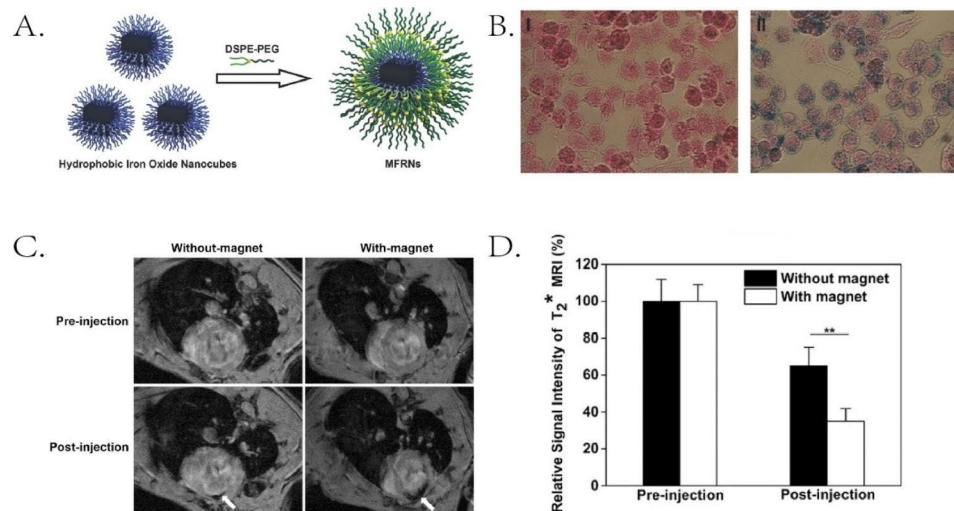 A.
DSPE-PEG
Hydrophobic Iron Oxide Nanocubes
MFRNs
B.
I
II
C.
Without-magnet
With-magnet
Pre-injection
Post-injection
D.
Relative Signal Intensity of T2* MRI (%)
120
100
80
60
40
20
0
Without magnet
With magnet
**
Pre-injection
Post-injection